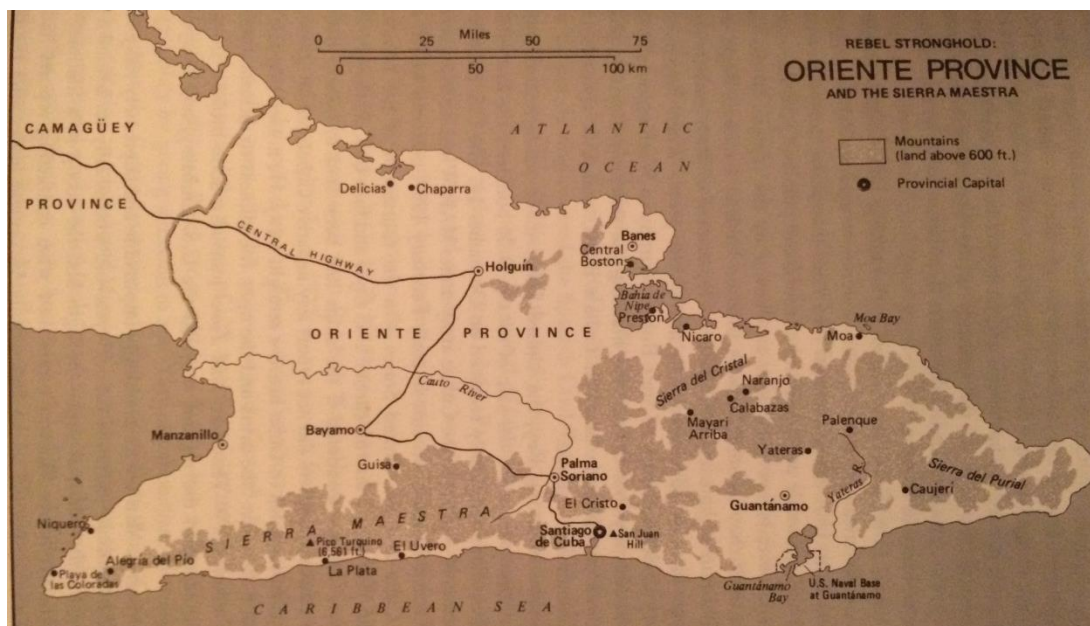 Miles
0 25 50 75
0 50 100 km
REBEL STRONGHOLD:
ORIENTE PROVINCE
AND THE SIERRA MAESTRA
Mountains
(land above 600 ft.)
Provincial Capital
ATLANTIC
OCEAN
CAMAGÜEY
PROVINCE
Delicias
Chaparra
CENTRAL HIGHWAY
Holguín
Banes
Central
Boston
Bahía de
Nipe
Preston
Nicaro
Moa Bay
Moa
ORIENTE PROVINCE
Cauto River
Sierra del Cristal
Naranjo
Calabazas
Mayarí
Arriba
Palenque
Yateras
Yateras R.
Sierra del Purial
Caujerí
Manzanillo
Bayamo
Guisa
Palma
Soriano
El Cristo
Guantánamo
Santiago
de Cuba
San Juan
Hill
Niquero
SIERRA MAESTRA
Pico Turquino
(6,561 ft.)
El Uvero
La Plata
Alegría del Pío
Playa de
las Coloradas
Guantánamo
Bay
U.S. Naval Base
at Guantánamo
CARIBBEAN SEA